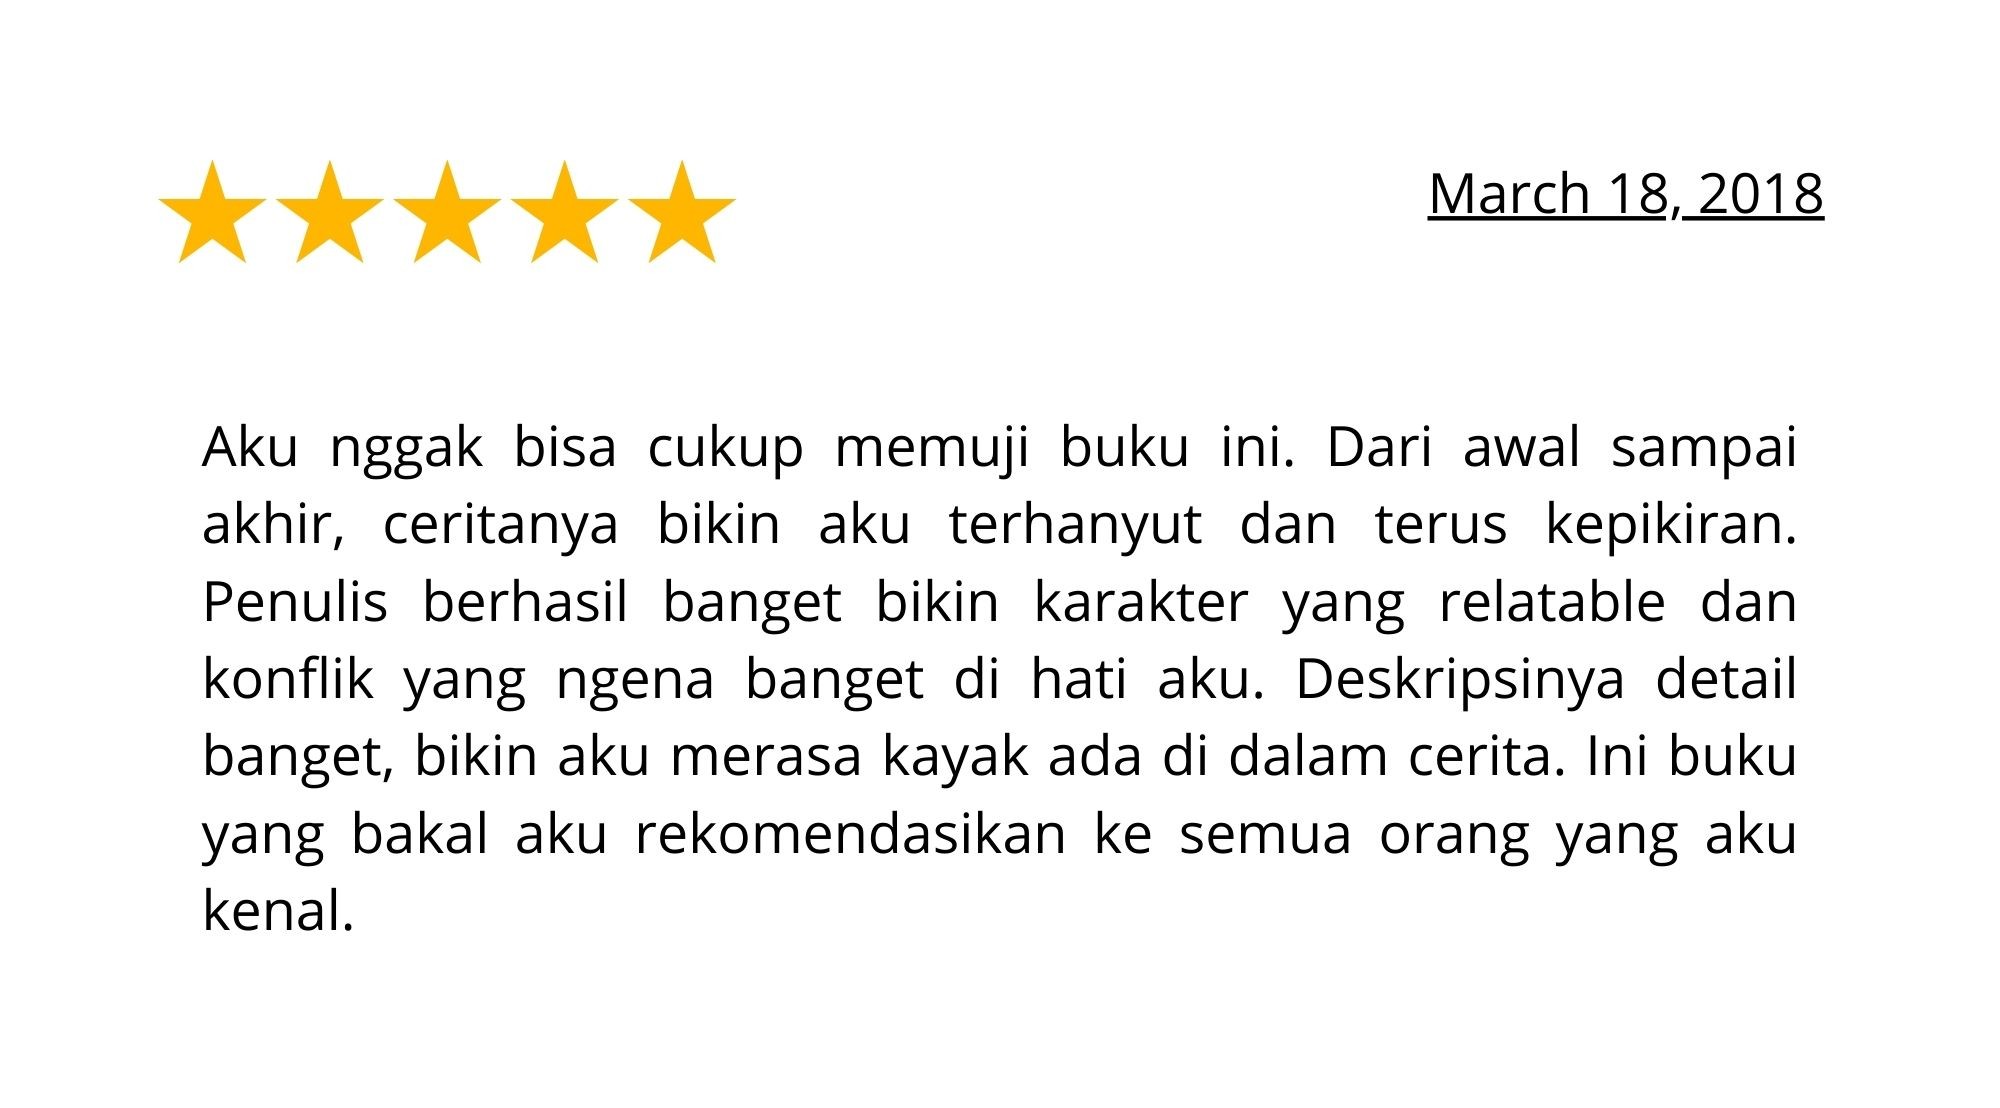 March 18, 2018
Aku nggak bisa cukup memuji buku ini. Dari awal sampai
akhir, ceritanya bikin aku terhanyut dan terus kepikiran.
Penulis berhasil banget bikin karakter yang relatable dan
konflik yang ngena banget di hati aku. Deskripsinya detail
banget, bikin aku merasa kayak ada di dalam cerita. Ini buku
yang bakal aku rekomendasikan ke semua orang yang aku
kenal.